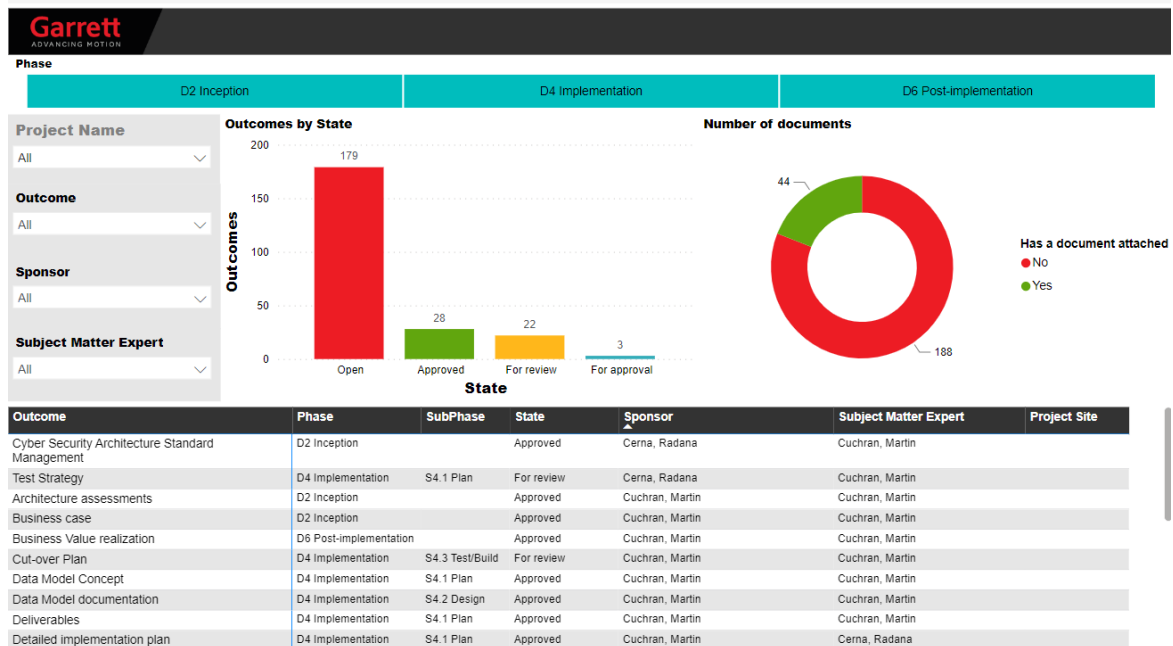 Garrett
ADVANCING MOTION
Phase
D2 Inception
D4 Implementation
D6 Post-implementation
Project Name
All
Outcome
All
Sponsor
All
Subject Matter Expert
All
Outcomes by State
Outcomes
200
150
100
50
0
179
28
22
3
Open
Approved
For review
For approval
State
Number of documents
44
188
Has a document attached
No
Yes
Outcome Phase SubPhase State Sponsor Subject Matter Expert Project Site
Cyber Security Architecture Standard D2 Inception Approved Cerna, Radana Cuchran, Martin
Management
Test Strategy D4 Implementation S4.1 Plan For review Cerna, Radana Cuchran, Martin
Architecture assessments D2 Inception Approved Cuchran, Martin Cuchran, Martin
Business case D2 Inception Approved Cuchran, Martin Cuchran, Martin
Business Value realization D6 Post-implementation Approved Cuchran, Martin Cuchran, Martin
Cut-over Plan D4 Implementation S4.3 Test/Build For review Cuchran, Martin Cuchran, Martin
Data Model Concept D4 Implementation S4.1 Plan Approved Cuchran, Martin Cuchran, Martin
Data Model documentation D4 Implementation S4.2 Design Approved Cuchran, Martin Cuchran, Martin
Deliverables D4 Implementation S4.1 Plan Approved Cuchran, Martin Cuchran, Martin
Detailed implementation plan D4 Implementation S4.1 Plan Approved Cuchran, Martin Cerna, Radana